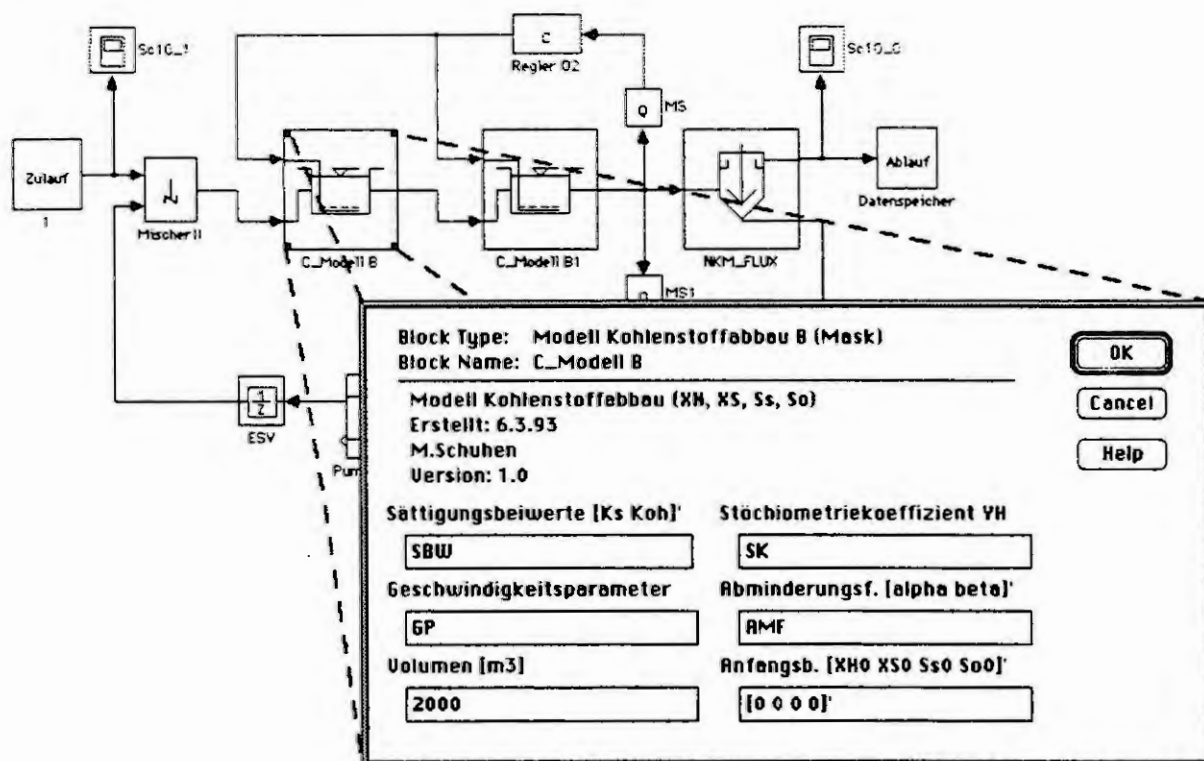 C
Regler O2
Q
MS
Zulauf
1
Mischer II
C_Modell B
C_Modell B1
NKM_FLUX
Ablauf
Datenspeicher
MS1
1
Z
ESV
Pum
Block Type: Modell Kohlenstoffabbau B (Mask)
Block Name: C_Modell B
OK
Cancel
Help
Modell Kohlenstoffabbau (XH, XS, Ss, So)
Erstellt: 6.3.93
M.Schuhen
Version: 1.0
Sättigungsbeiwerte [Ks Koh]' Stöchiometriekoeffizient YH
SBW SK
Geschwindigkeitsparameter Abminderungsf. [alpha beta]'
GP AMF
Volumen [m3] Anfangsb. [XH0 XS0 Ss0 So0]'
2000 [0 0 0 0]'